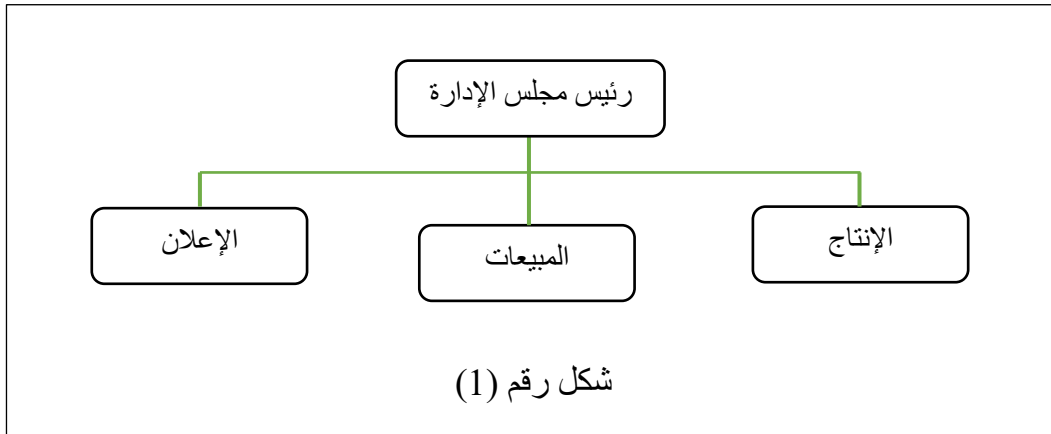 رئيس مجلس الإدارة
الإنتاج
المبيعات
الإعلان
شكل رقم (1)